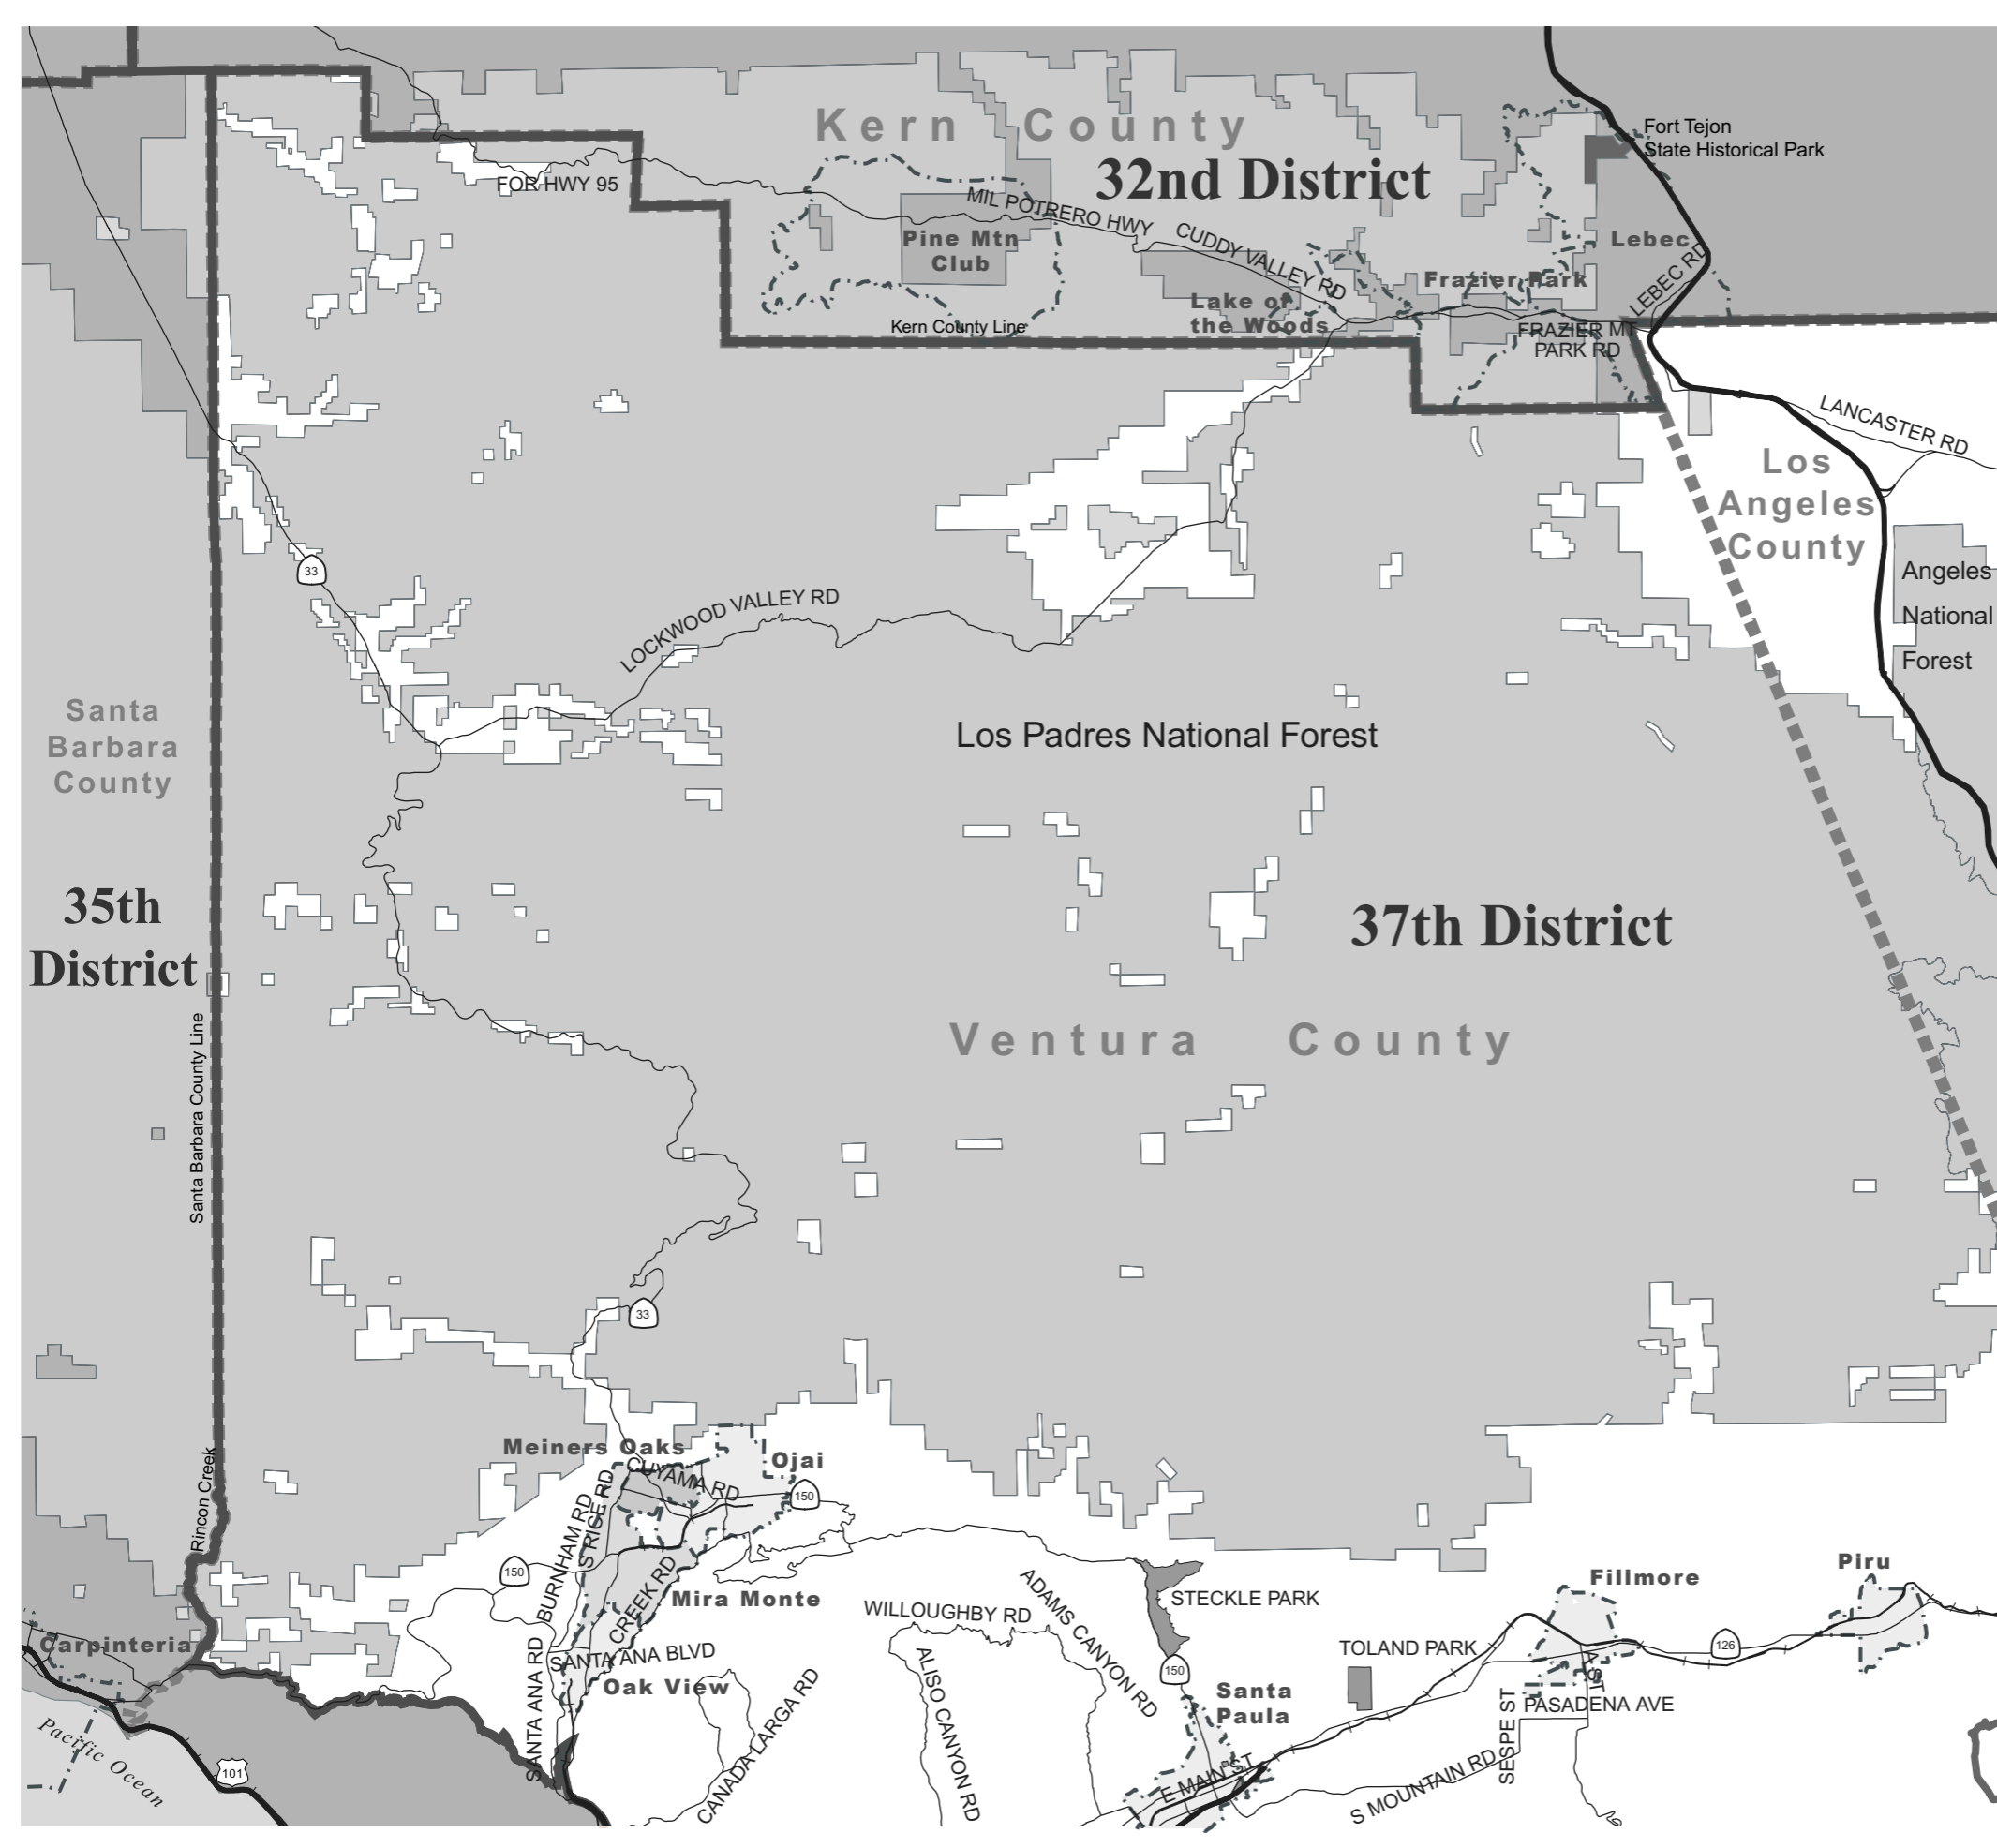 Kern County
Fort Tejon
State Historical Park
32nd District
FOR HWY 95
MIL POTRERO HWY
CUDDY VALLEY RD
Pine Mtn
Club
Lebec
LEBEC RD
Frazier Park
Lake of
the Woods
Kern County Line
FRAZIER MT
PARK RD
LANCASTER RD
Los
Angeles
County
33
Angeles
National
Forest
LOCKWOOD VALLEY RD
Santa
Barbara
County
Los Padres National Forest
35th
District
37th District
Santa Barbara County Line
Ventura County
33
Rincon Creek
Meiners Oaks
Ojai
CUYAMA RD
150
S RICE RD
BURNHAM RD
150
CREEK RD
Mira Monte
STECKLE PARK
Fillmore
Piru
WILLOUGHBY RD
ADAMS CANYON RD
Carpinteria
SANTA ANA BLVD
SANTA ANA RD
Oak View
CANADA LARGA RD
ALISO CANYON RD
150
TOLAND PARK
126
A ST
Santa
Paula
PASADENA AVE
SESPE ST
Pacific Ocean
101
E MAIN ST
S MOUNTAIN RD